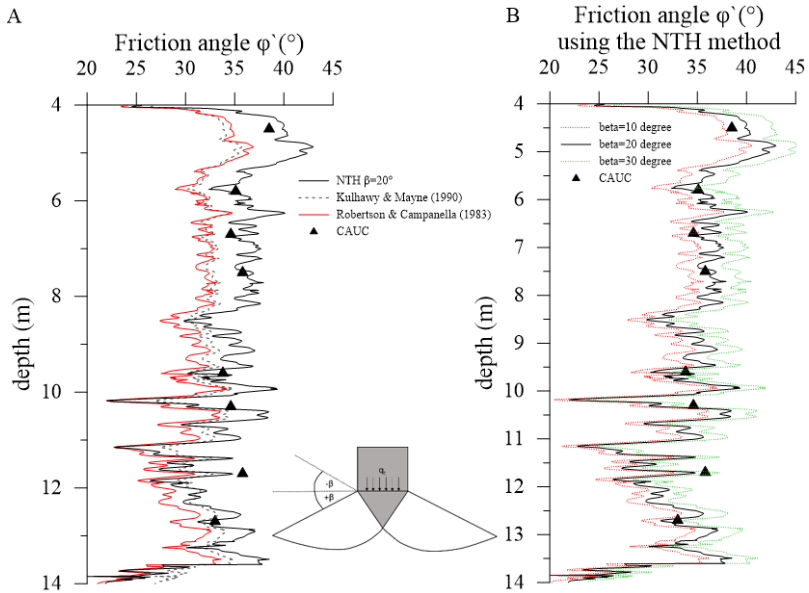 A
Friction angle φ`(°)
20 25 30 35 40 45
4
6
8
10
12
14
depth (m)
NTH β=20°
Kulhawy & Mayne (1990)
Robertson & Campanella (1983)
CAUC
-β
+β
B
Friction angle φ`(°)
using the NTH method
20 25 30 35 40 45
4
5
6
7
8
9
10
11
12
13
14
depth (m)
beta=10 degree
beta=20 degree
beta=30 degree
CAUC